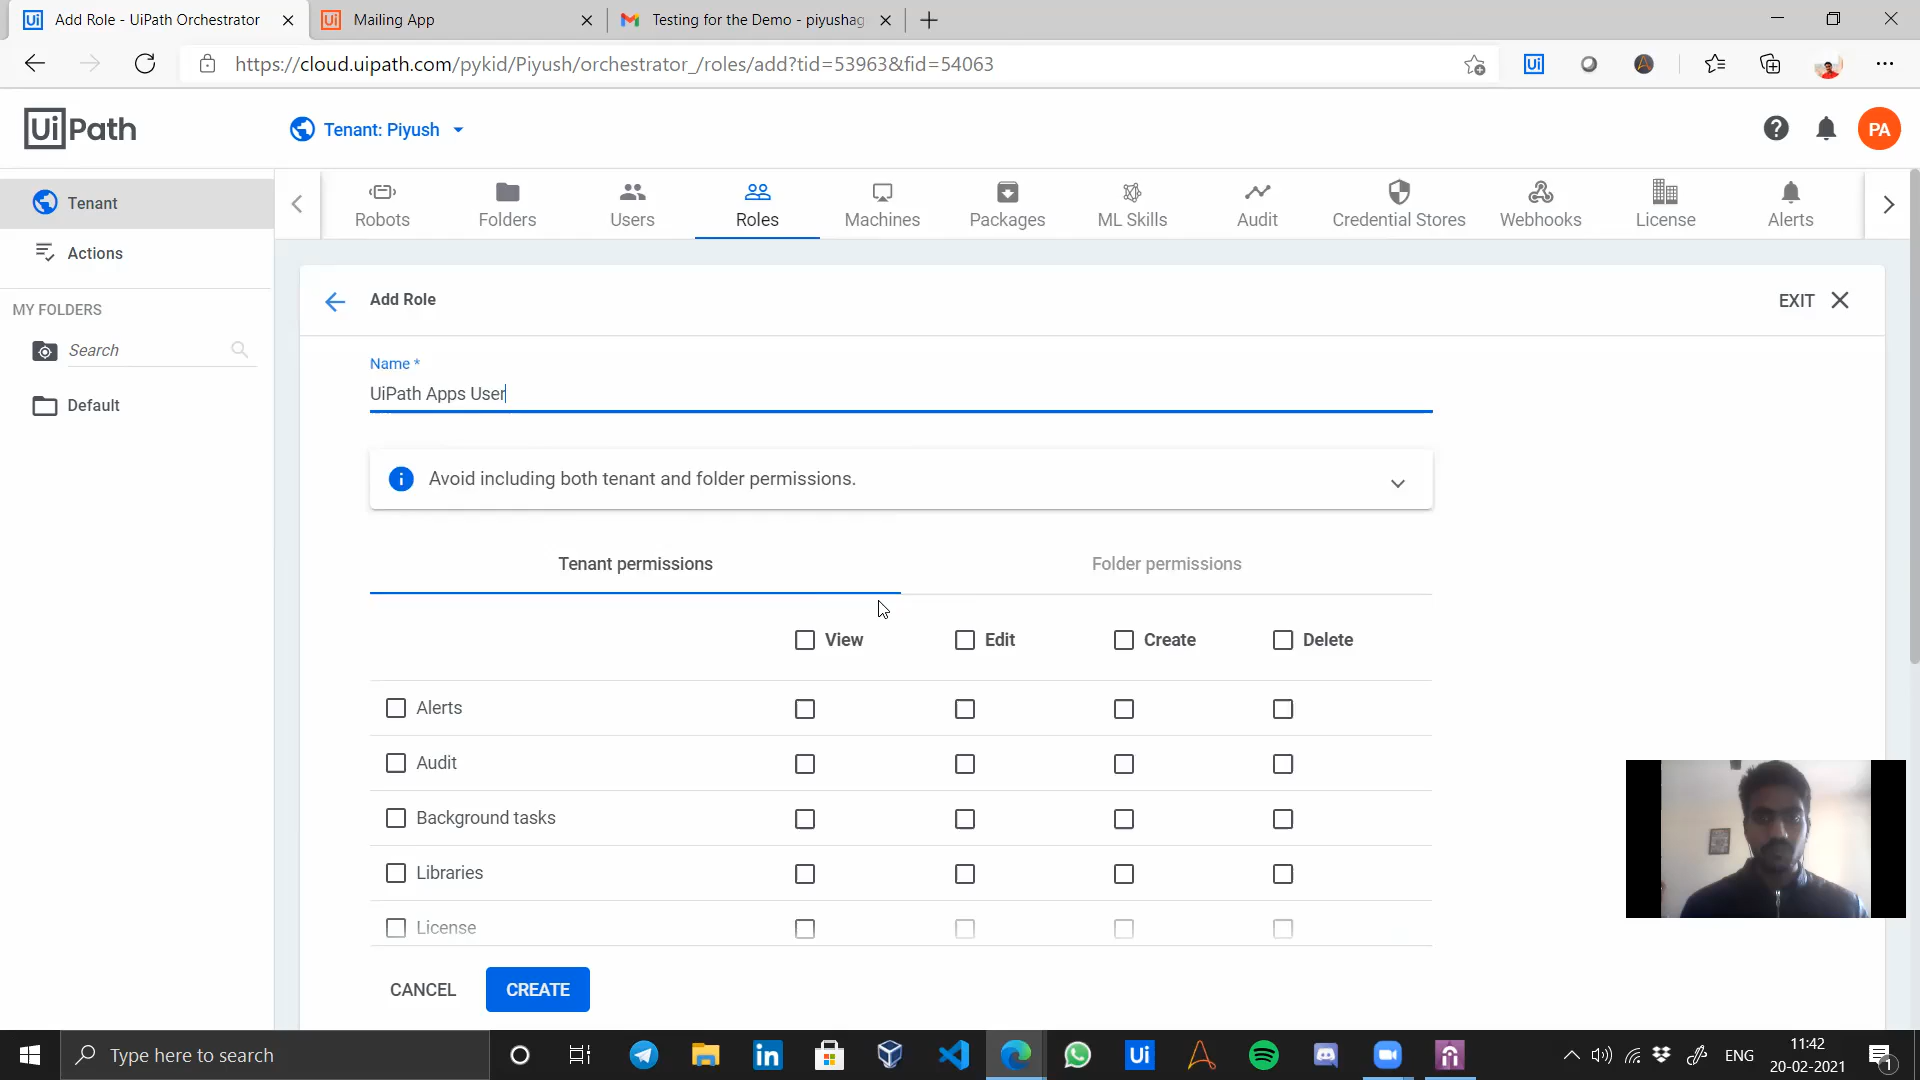 Add Role - UiPath Orchestrator
Mailing App
Testing for the Demo - piyushag
https://cloud.uipath.com/pykid/Piyush/orchestrator_/roles/add?tid=53963&fid=54063
UiPath
Tenant: Piyush
PA
Tenant
Actions
MY FOLDERS
Search
Default
Robots
Folders
Users
Roles
Machines
Packages
ML Skills
Audit
Credential Stores
Webhooks
License
Alerts
Add Role
EXIT
Name *
UiPath Apps User
Avoid including both tenant and folder permissions.
Tenant permissions
Folder permissions
View
Edit
Create
Delete
Alerts
Audit
Background tasks
Libraries
License
CANCEL
CREATE
Type here to search
ENG
11:42
20-02-2021
1